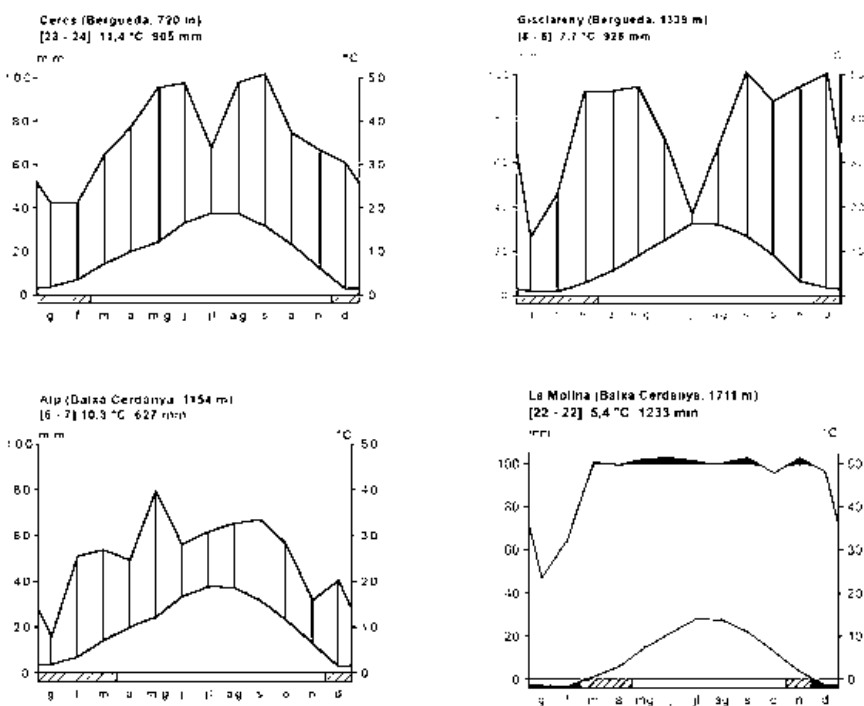 Cercs (Berguedà, 720 m)
[23 - 24] °C 905 mm
mm °C
100 50
80 40
60 30
40 20
20 10
0 0
g f m a mg j jl ag s o n d
Gisclareny (Berguedà, 1339 m)
7,7 °C 926 mm
Alp (Baixa Cerdanya, 1154 m)
[6 - 7] 10,3 °C 627 mm
mm °C
100 50
80 40
60 30
40 20
20 10
0 0
g f m a mg j jl ag s o n d
La Molina (Baixa Cerdanya, 1711 m)
[22 - 22] 5,4 °C 1233 mm
mm °C
100 50
80 40
60 30
40 20
20 10
0 0
g f m a mg j jl ag s o n d